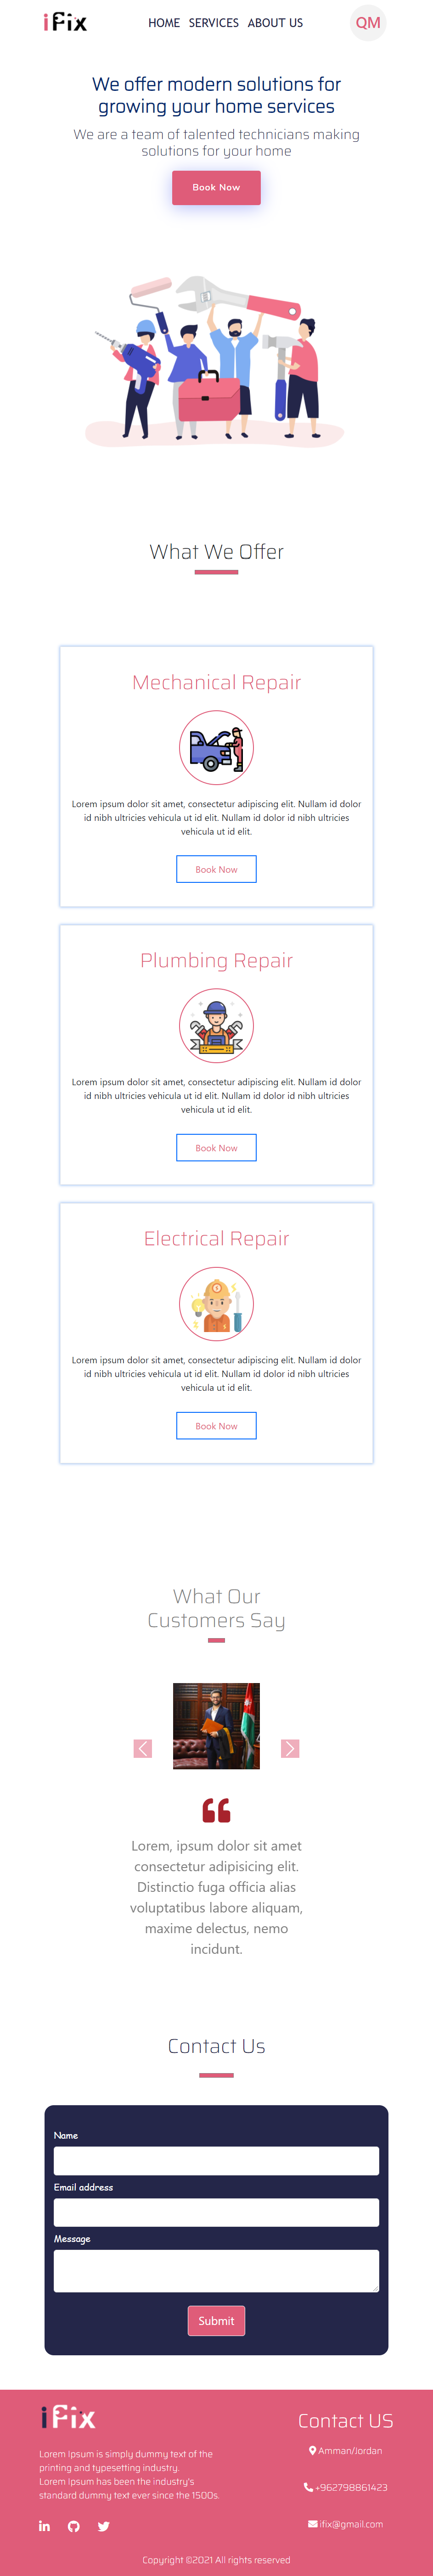 iFix
HOME SERVICES ABOUT US
QM
We offer modern solutions for
growing your home services
We are a team of talented technicians making
solutions for your home
Book Now
What We Offer
Mechanical Repair
Lorem ipsum dolor sit amet, consectetur adipiscing elit. Nullam id dolor
id nibh ultricies vehicula ut id elit. Nullam id dolor id nibh ultricies
vehicula ut id elit.
Book Now
Plumbing Repair
Lorem ipsum dolor sit amet, consectetur adipiscing elit. Nullam id dolor
id nibh ultricies vehicula ut id elit. Nullam id dolor id nibh ultricies
vehicula ut id elit.
Book Now
Electrical Repair
Lorem ipsum dolor sit amet, consectetur adipiscing elit. Nullam id dolor
id nibh ultricies vehicula ut id elit. Nullam id dolor id nibh ultricies
vehicula ut id elit.
Book Now
What Our
Customers Say
Lorem, ipsum dolor sit amet
consectetur adipisicing elit.
Distinctio fuga officia alias
voluptatibus labore aliquam,
maxime delectus, nemo
incidunt.
Contact Us
Name
Email address
Message
Submit
iFix
Lorem Ipsum is simply dummy text of the
printing and typesetting industry.
Lorem Ipsum has been the industry's
standard dummy text ever since the 1500s.
Contact US
Amman/Jordan
+962798861423
ifix@gmail.com
Copyright ©2021 All rights reserved